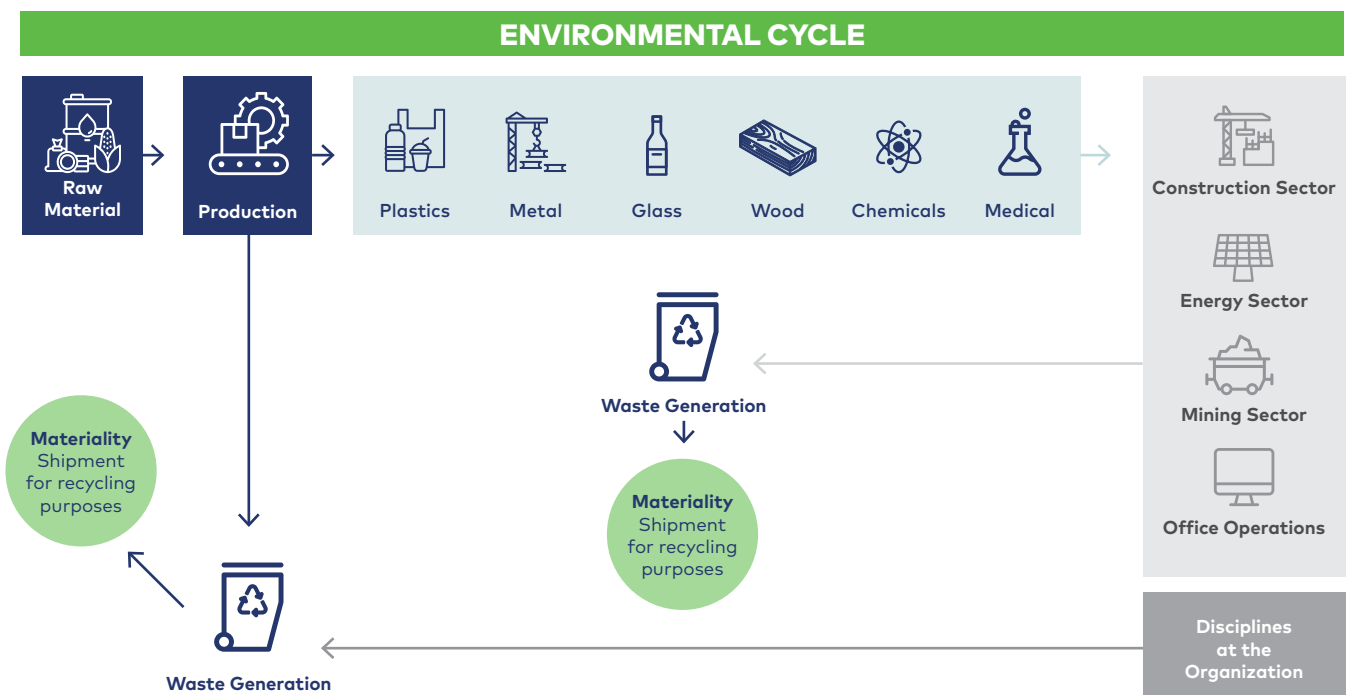 ENVIRONMENTAL CYCLE
Raw
Material
Production
Plastics
Metal
Glass
Wood
Chemicals
Medical
Construction Sector
Energy Sector
Mining Sector
Office Operations
Waste Generation
Materiality
Shipment
for recycling
purposes
Materiality
Shipment
for recycling
purposes
Waste Generation
Disciplines
at the
Organization